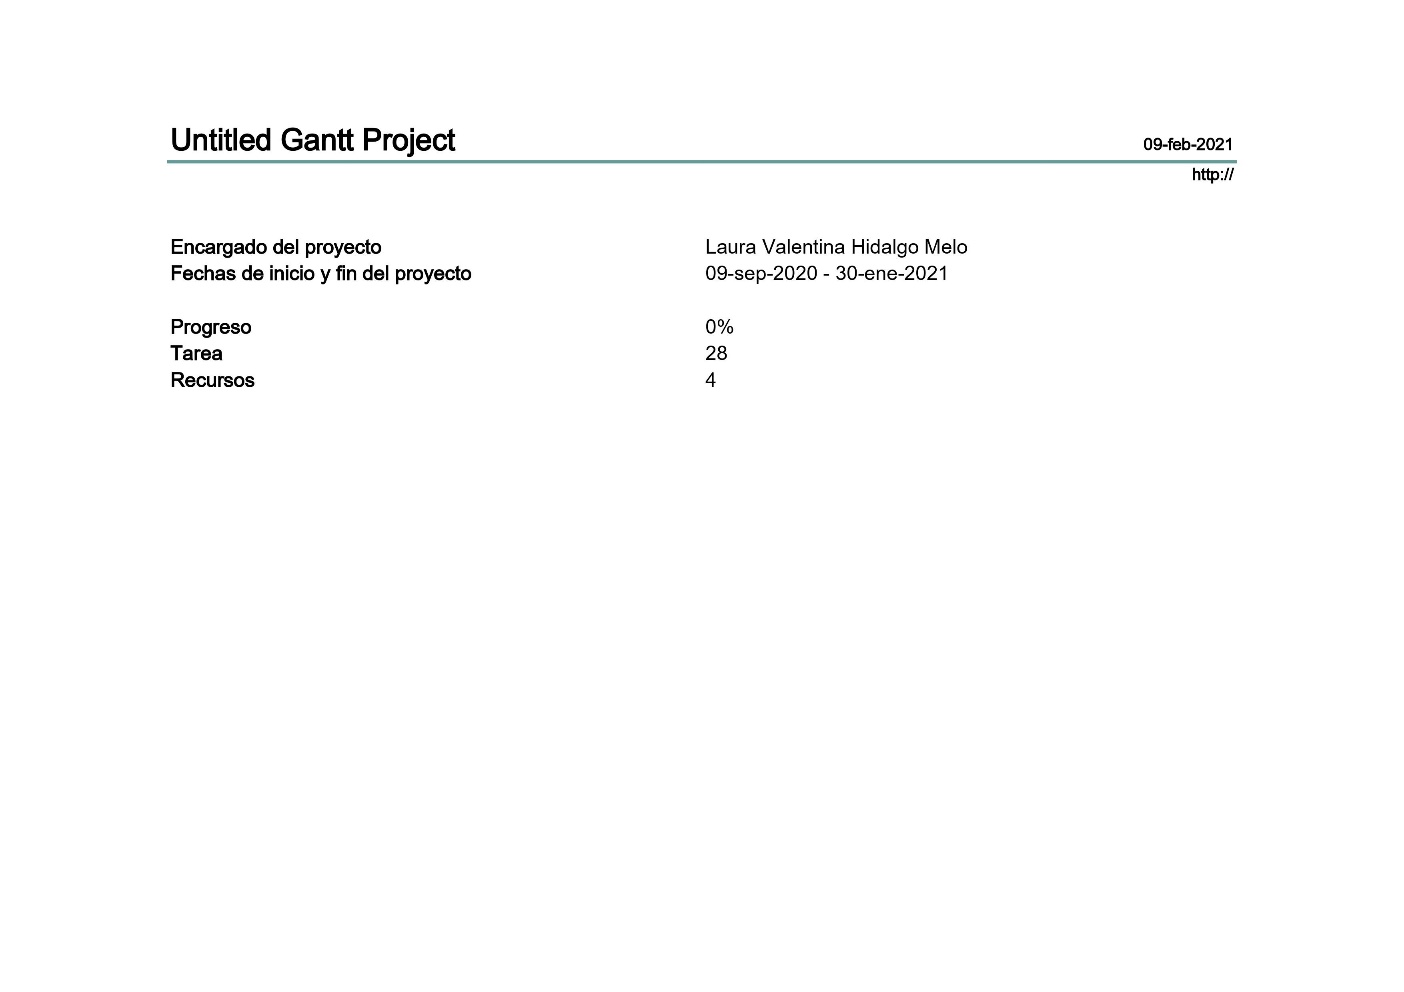 Untitled Gantt Project 09-feb-2021
http://
Encargado del proyecto Laura Valentina Hidalgo Melo
Fechas de inicio y fin del proyecto 09-sep-2020 - 30-ene-2021
Progreso 0%
Tarea 28
Recursos 4